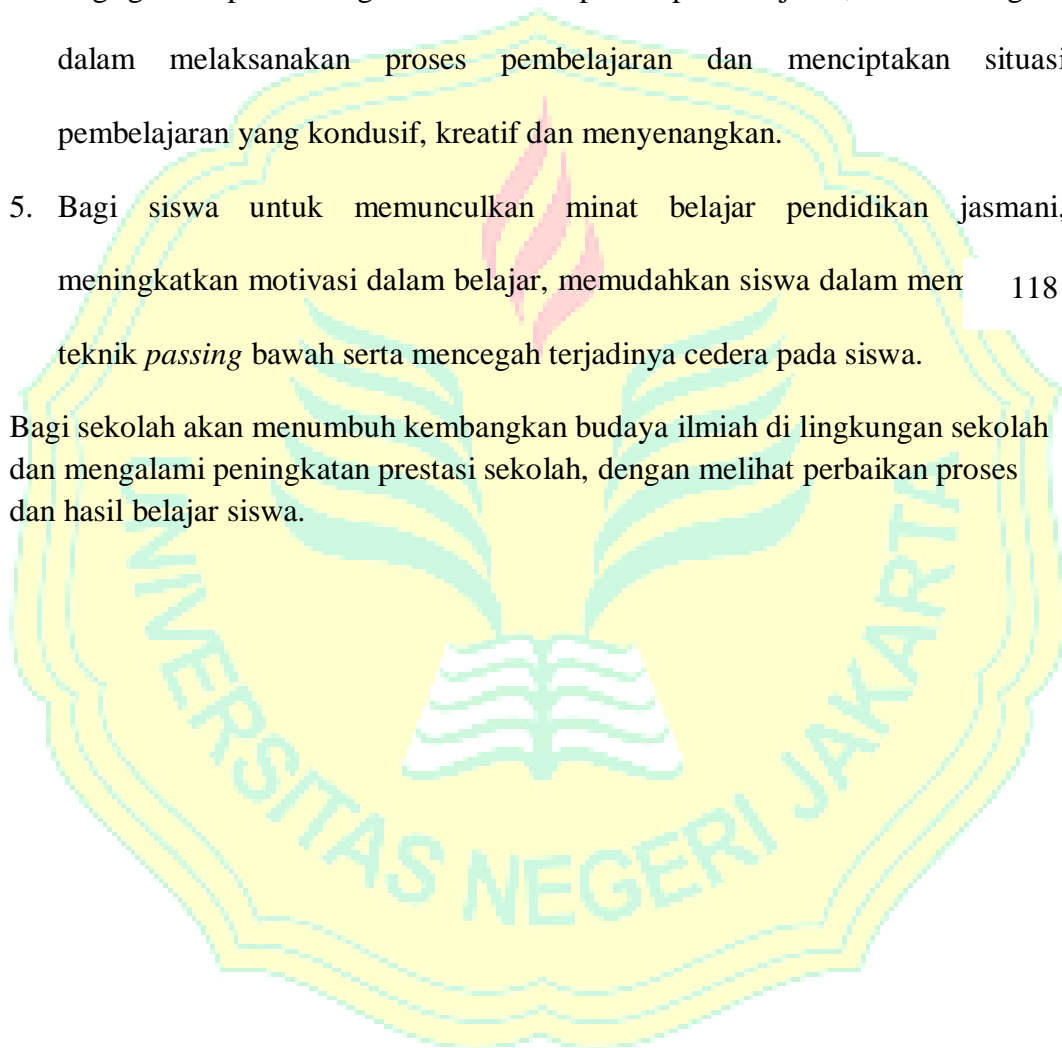 dalam melaksanakan proses pembelajaran dan menciptakan situasi
pembelajaran yang kondusif, kreatif dan menyenangkan.
5. Bagi siswa untuk memunculkan minat belajar pendidikan jasmani,
meningkatkan motivasi dalam belajar, memudahkan siswa dalam mem
118
teknik passing bawah serta mencegah terjadinya cedera pada siswa.
Bagi sekolah akan menumbuh kembangkan budaya ilmiah di lingkungan sekolah
dan mengalami peningkatan prestasi sekolah, dengan melihat perbaikan proses
dan hasil belajar siswa.
UNIVERSITAS NEGERI JAKARTA